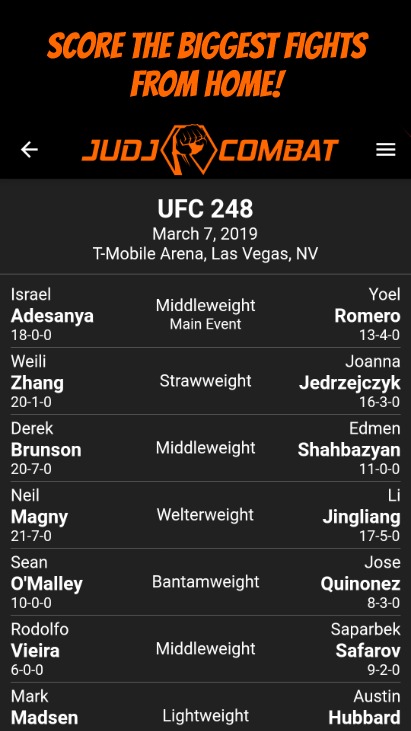 SCORE THE BIGGEST FIGHTS
FROM HOME!
JUDJ COMBAT
UFC 248
March 7, 2019
T-Mobile Arena, Las Vegas, NV
Israel
Adesanya
18-0-0
Middleweight
Main Event
Yoel
Romero
13-4-0
Weili
Zhang
20-1-0
Strawweight
Joanna
Jedrzejczyk
16-3-0
Derek
Brunson
20-7-0
Middleweight
Edmen
Shahbazyan
11-0-0
Neil
Magny
21-7-0
Welterweight
Li
Jingliang
17-5-0
Sean
O'Malley
10-0-0
Bantamweight
Jose
Quinonez
8-3-0
Rodolfo
Vieira
6-0-0
Middleweight
Saparbek
Safarov
9-2-0
Mark
Madsen
Lightweight
Austin
Hubbard